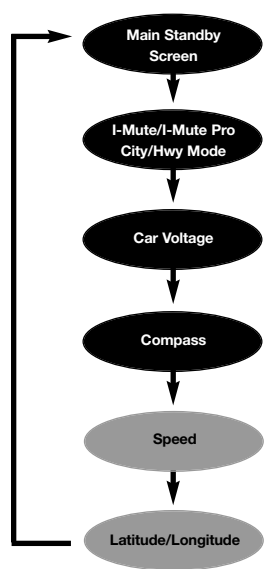 Main Standby
Screen
I-Mute/I-Mute Pro
City/Hwy Mode
Car Voltage
Compass
Speed
Latitude/Longitude